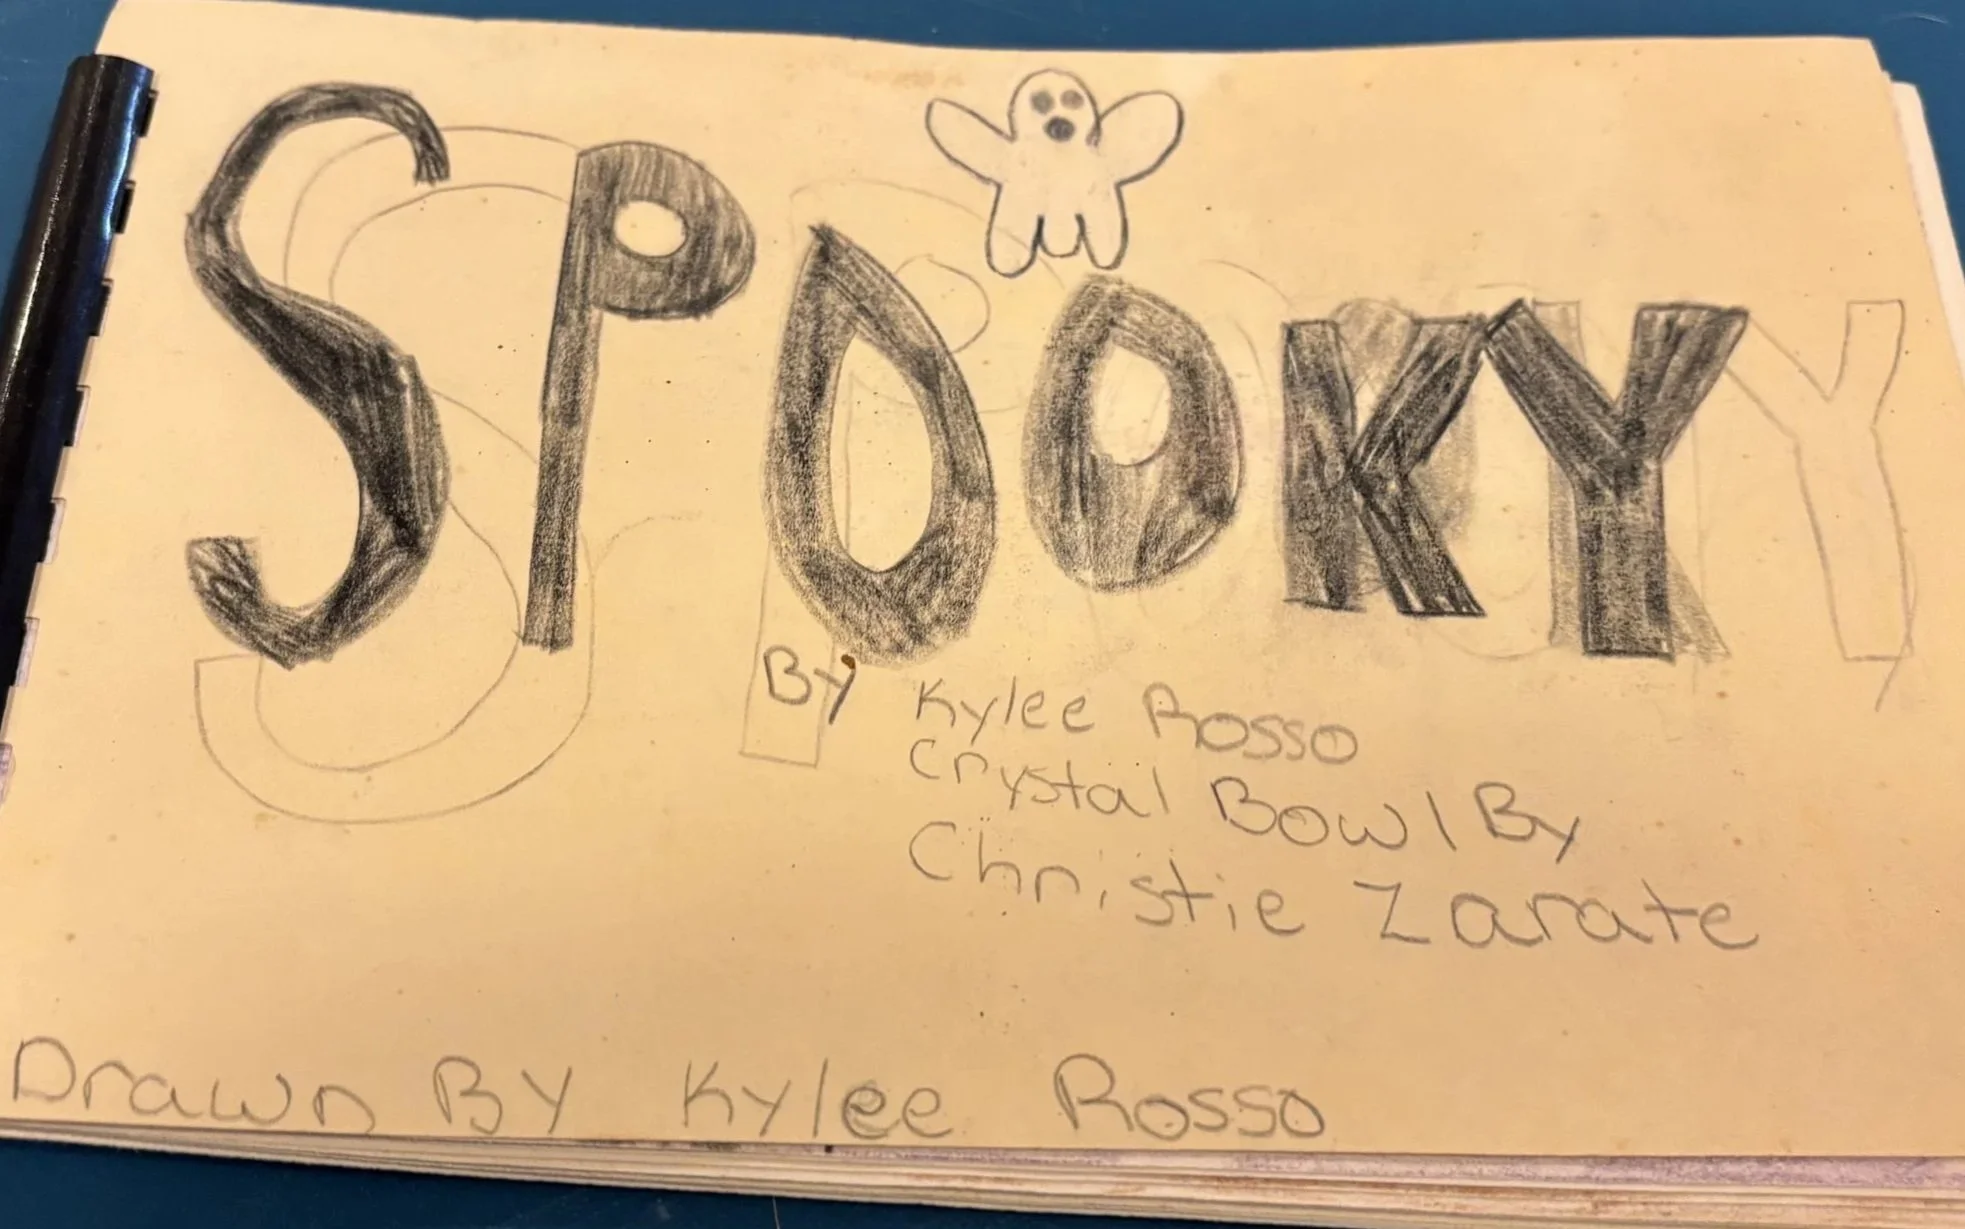 SPOOKY
By Kylee Rosso
Crystal Bowl By
Christie Zarate
Drawn By Kylee Rosso